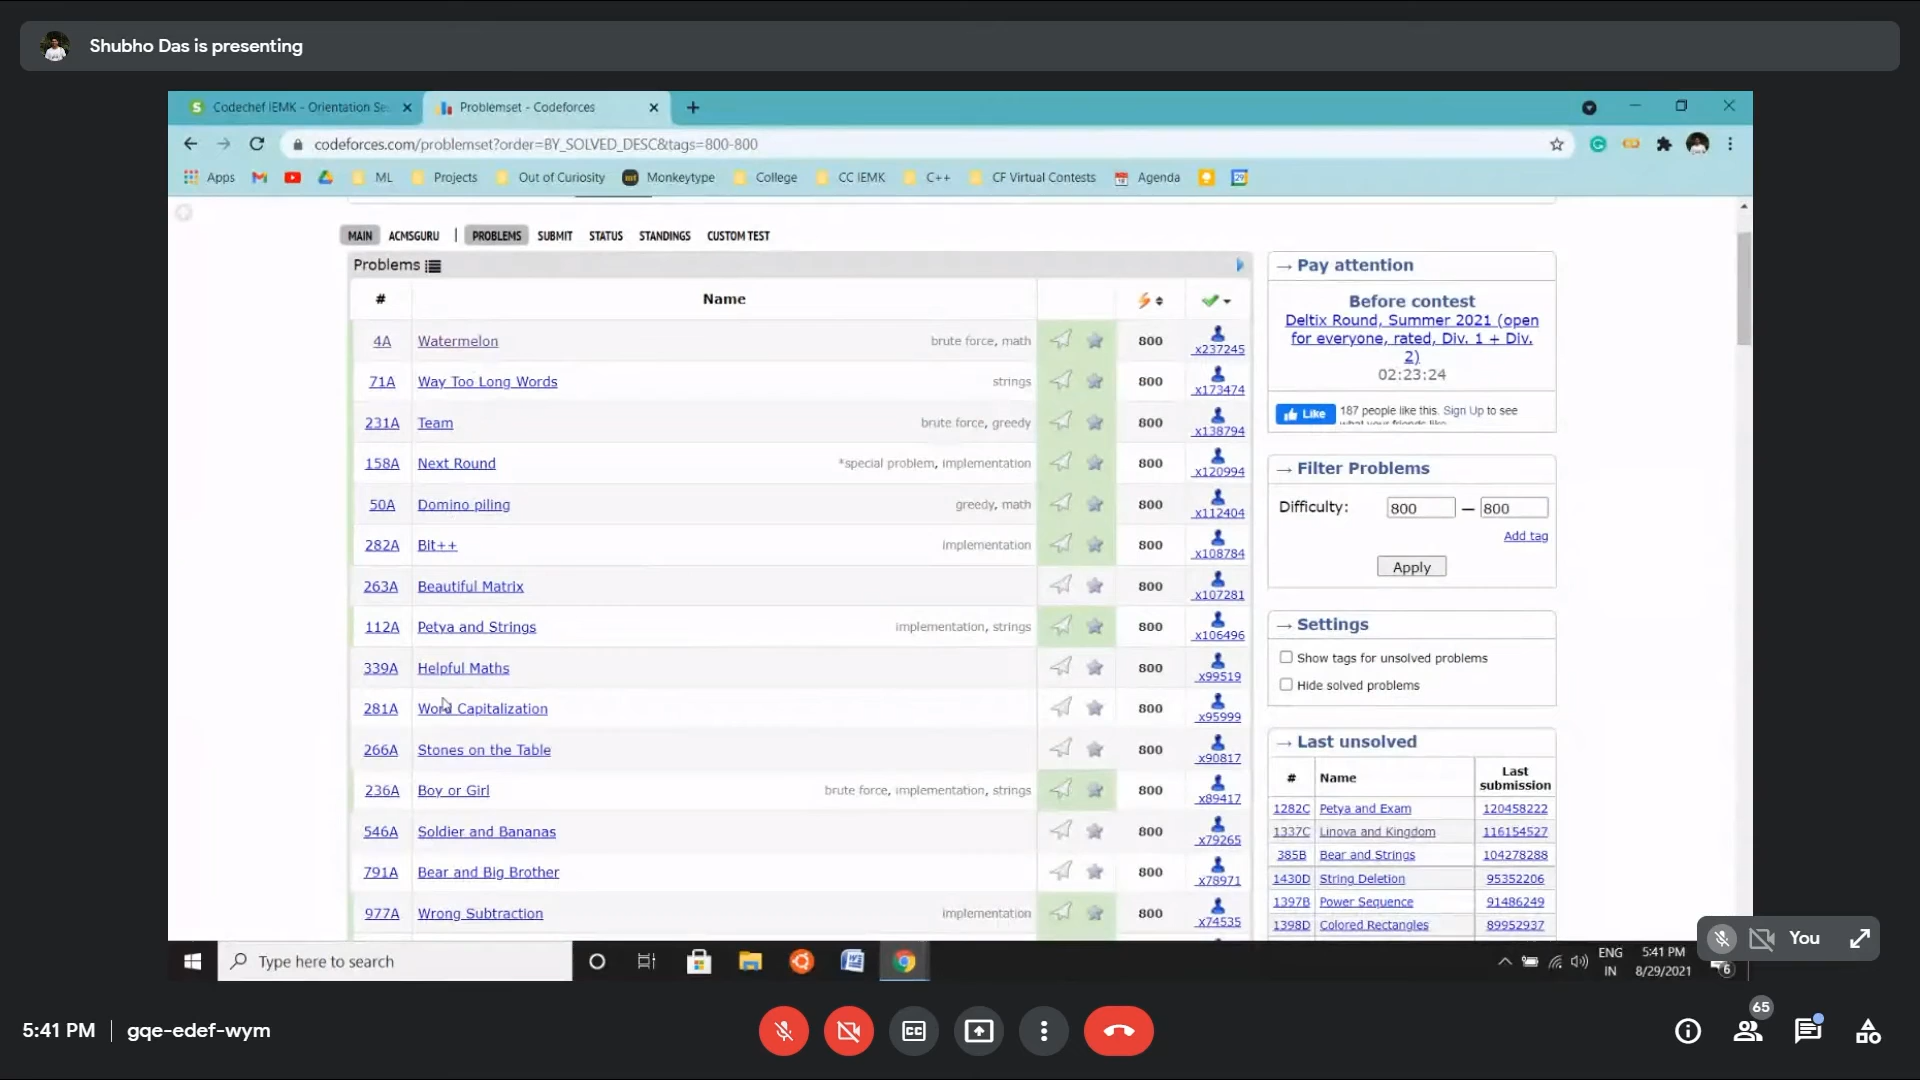 Shubho Das is presenting
Codechef IEMK - Orientation Se
Problemset - Codeforces
codeforces.com/problemset?order=BY_SOLVED_DESC&tags=800-800
Apps ML Projects Out of Curiosity Monkeytype College CC IEMK C++ CF Virtual Contests Agenda
MAIN ACMSGURU | PROBLEMS SUBMIT STATUS STANDINGS CUSTOM TEST
Problems
# Name
4A Watermelon brute force, math 800 x237245
71A Way Too Long Words strings 800 x173474
231A Team brute force, greedy 800 x138794
158A Next Round *special problem, implementation 800 x120994
50A Domino piling greedy, math 800 x112404
282A Bit++ implementation 800 x108784
263A Beautiful Matrix 800 x107281
112A Petya and Strings implementation, strings 800 x106496
339A Helpful Maths 800 x99519
281A Word Capitalization 800 x95999
266A Stones on the Table 800 x90817
236A Boy or Girl brute force, implementation, strings 800 x89417
546A Soldier and Bananas 800 x79265
791A Bear and Big Brother 800 x78971
977A Wrong Subtraction implementation 800 x74535
→ Pay attention
Before contest
Deltix Round, Summer 2021 (open
for everyone, rated, Div. 1 + Div.
2)
02:23:24
Like 187 people like this. Sign Up to see
what your friends like.
→ Filter Problems
Difficulty: 800 — 800
Add tag
Apply
→ Settings
Show tags for unsolved problems
Hide solved problems
→ Last unsolved
# Name Last
submission
1282C Petya and Exam 120458222
1337C Linova and Kingdom 116154527
385B Bear and Strings 104278288
1430D String Deletion 95352206
1397B Power Sequence 91486249
1398D Colored Rectangles 89952937
You
Type here to search
ENG
IN
5:41 PM
8/29/2021
6
5:41 PM | gqe-edef-wym
65